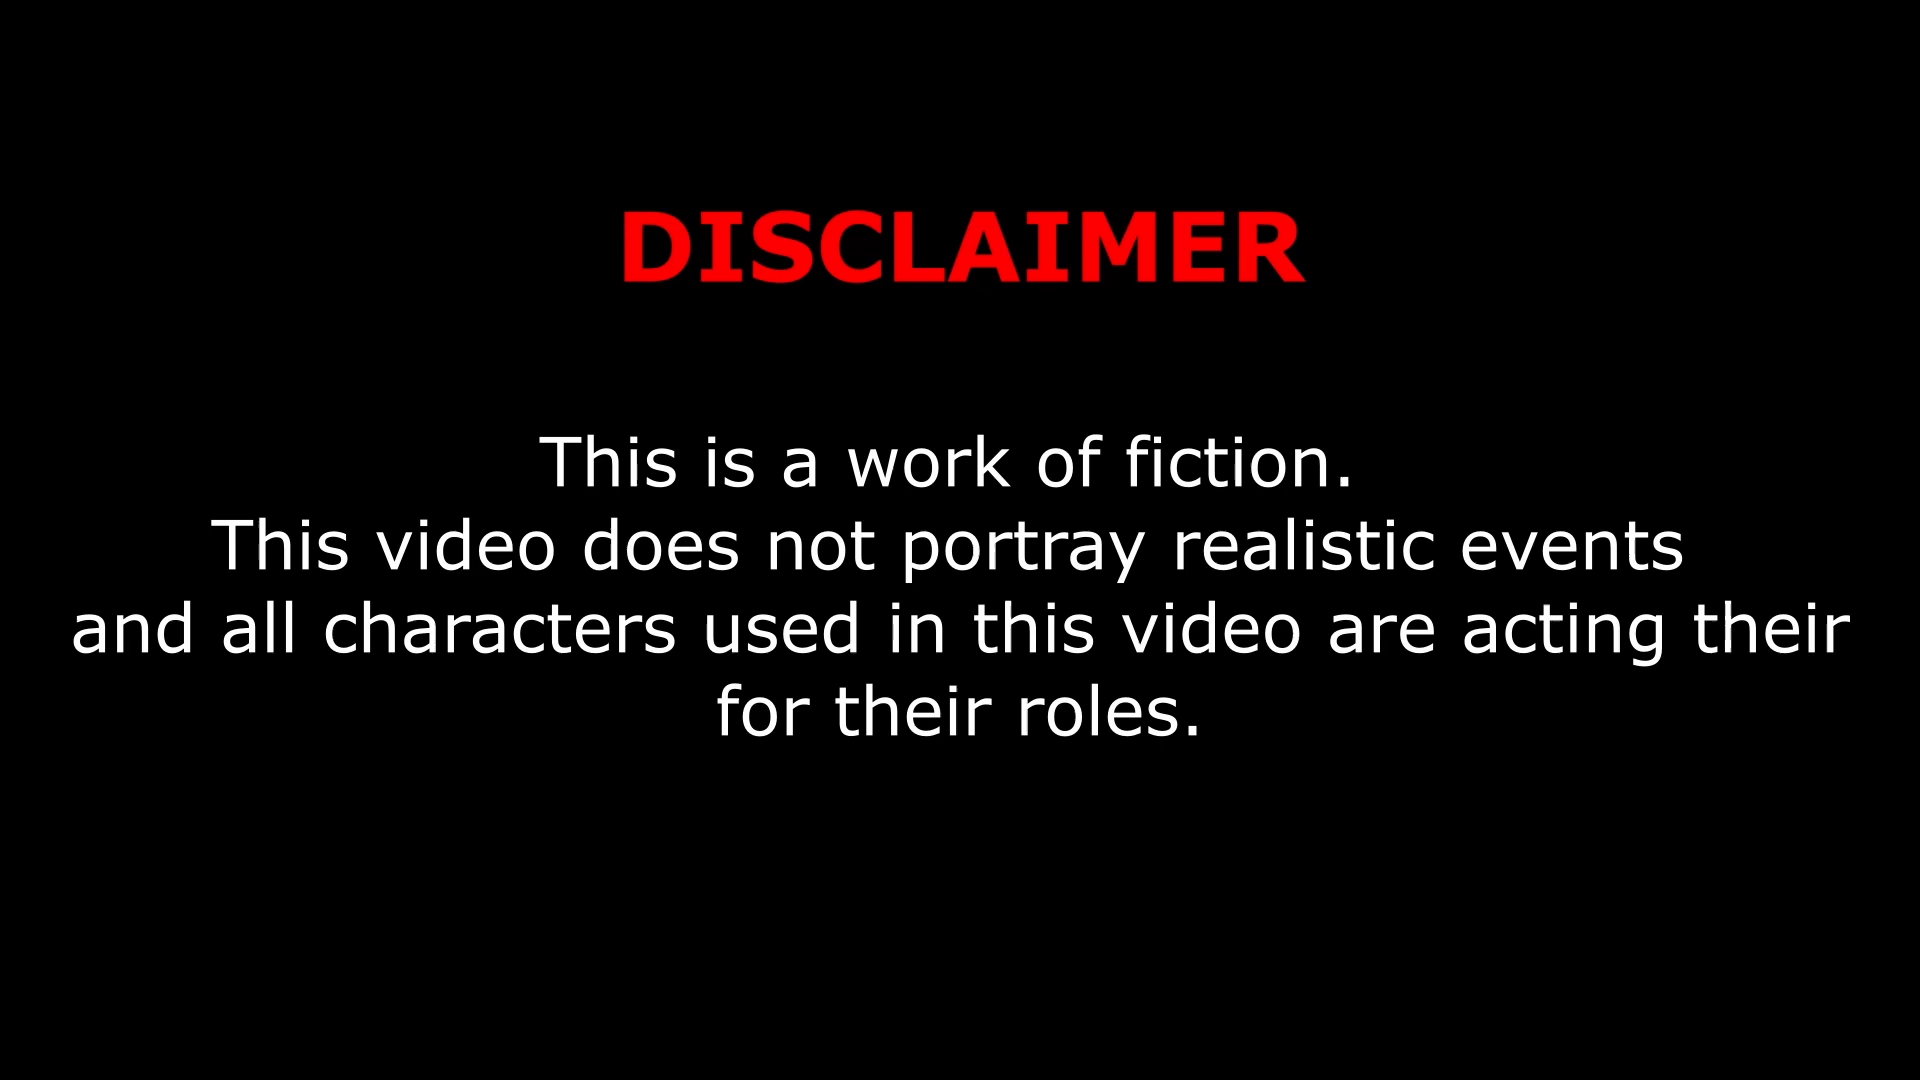 DISCLAIMER
This is a work of fiction.
This video does not portray realistic events
and all characters used in this video are acting their
for their roles.